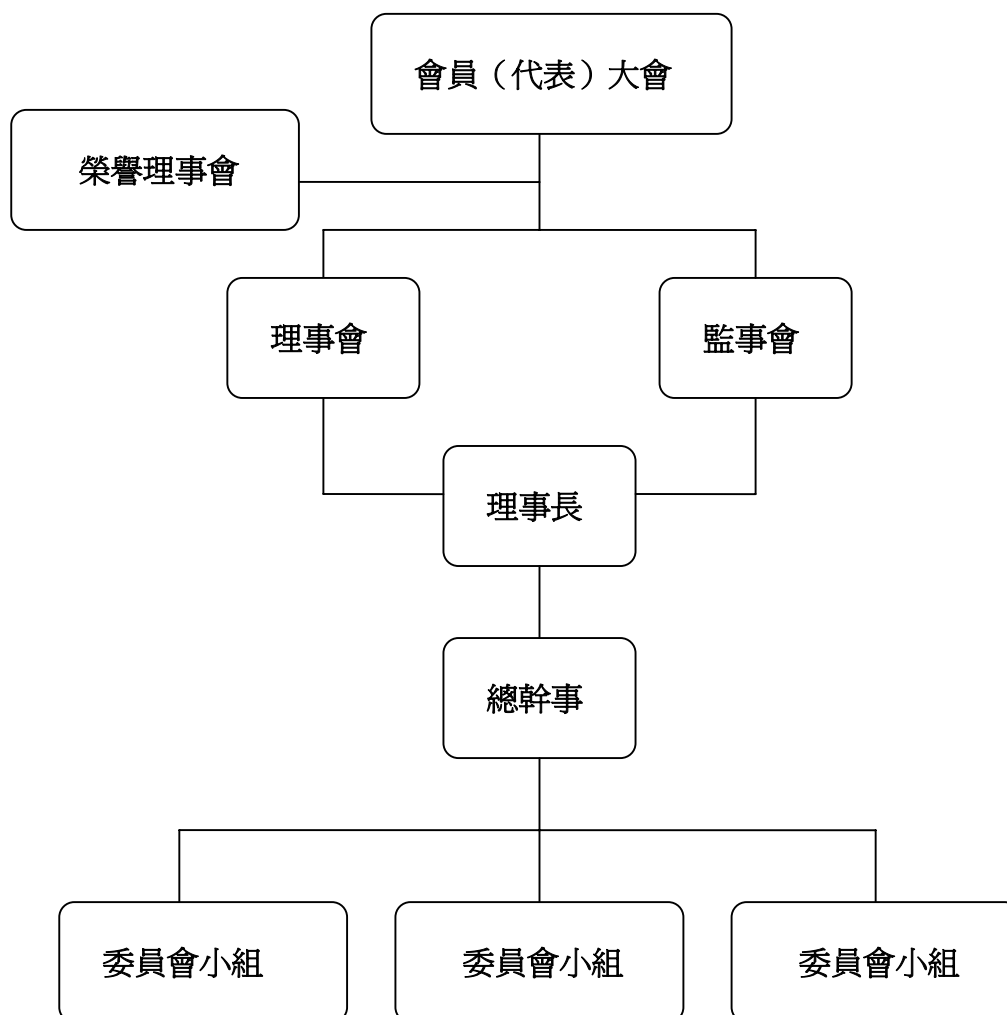 會員（代表）大會
榮譽理事會
理事會
監事會
理事長
總幹事
委員會小組
委員會小組
委員會小組